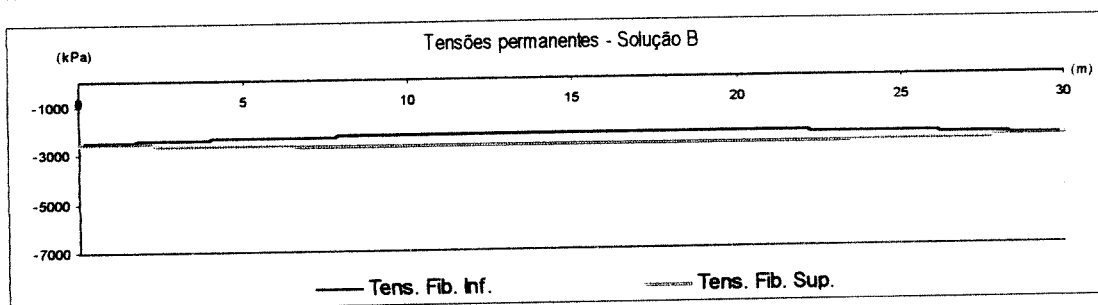 Tensões permanentes - Solução B
(kPa)
(m)
5 10 15 20 25 30
-1000
-3000
-5000
-7000
Tens. Fib. Inf. Tens. Fib. Sup.